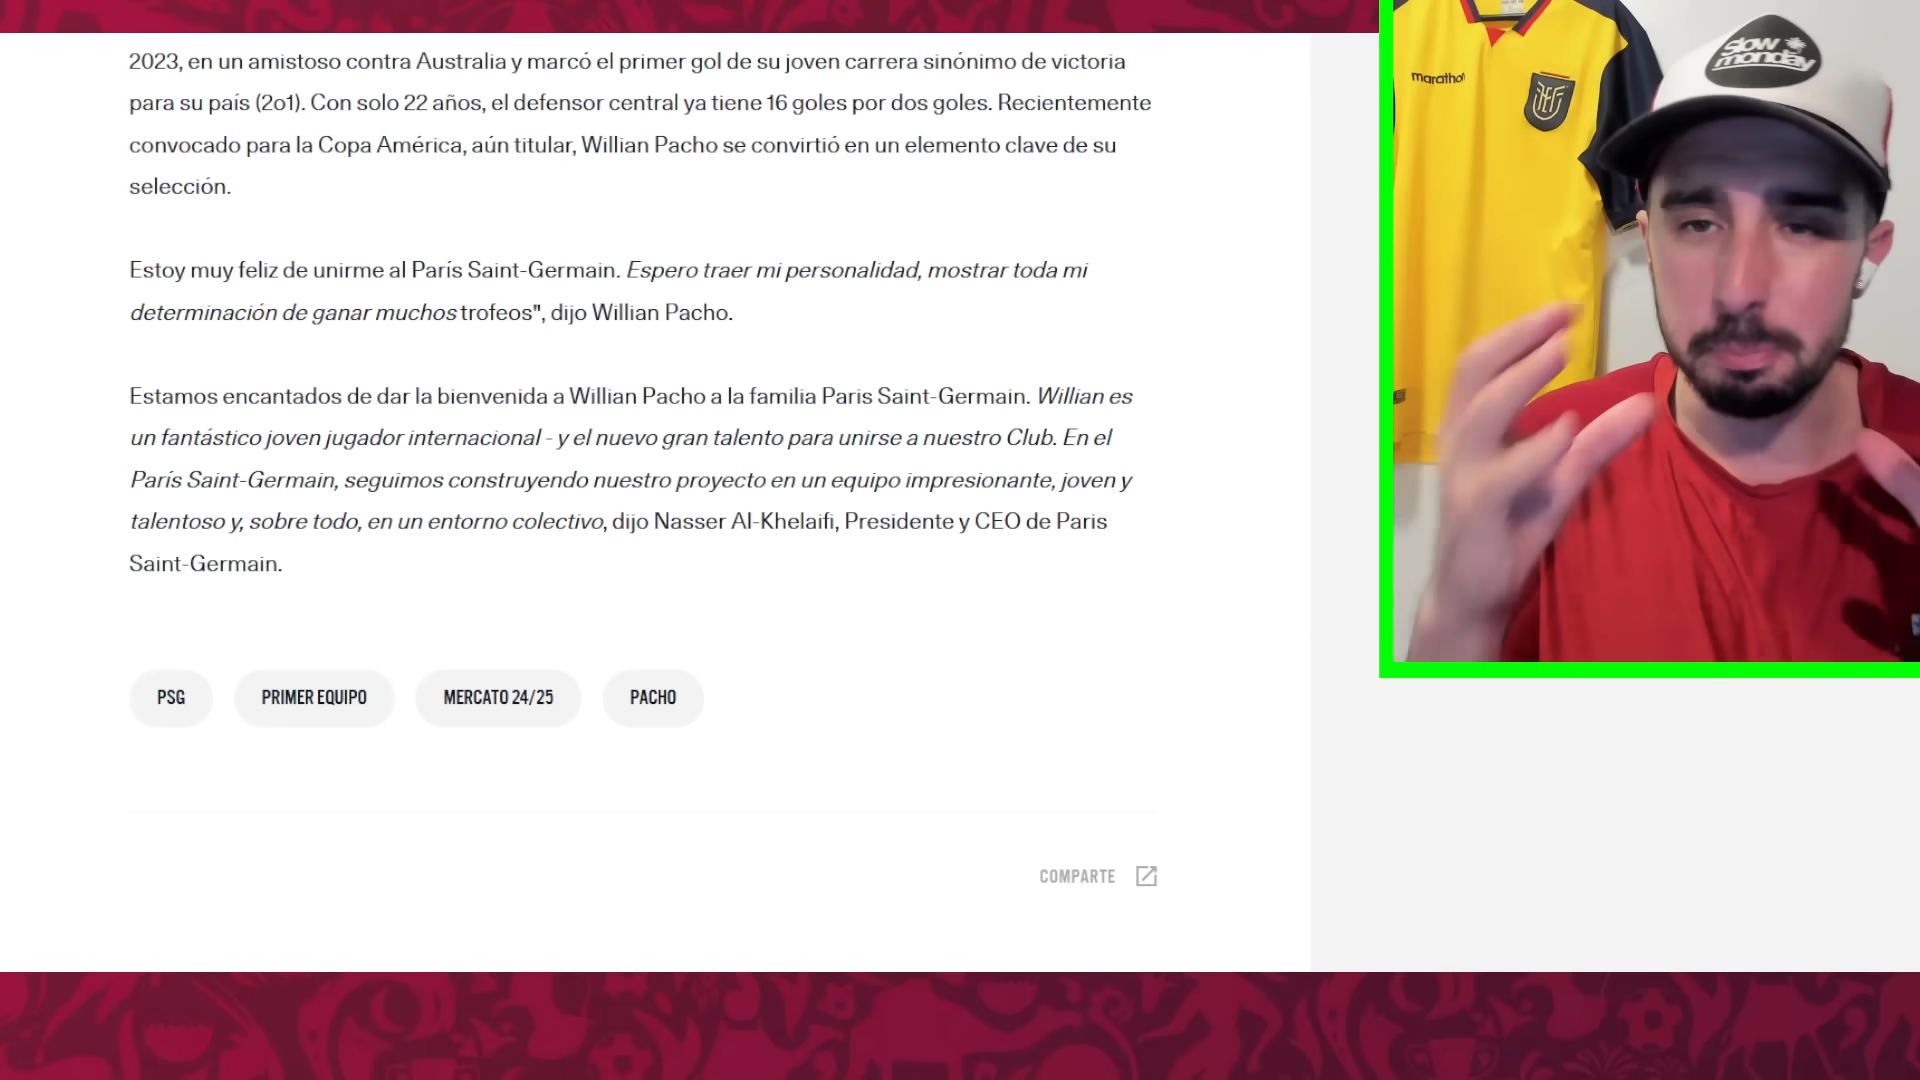 2023, en un amistoso contra Australia y marcó el primer gol de su joven carrera sinónimo de victoria
para su país (2o1). Con solo 22 años, el defensor central ya tiene 16 goles por dos goles. Recientemente
convocado para la Copa América, aún titular, Willian Pacho se convirtió en un elemento clave de su
selección.
Estoy muy feliz de unirme al París Saint-Germain. Espero traer mi personalidad, mostrar toda mi
determinación de ganar muchos trofeos", dijo Willian Pacho.
Estamos encantados de dar la bienvenida a Willian Pacho a la familia Paris Saint-Germain. Willian es
un fantástico joven jugador internacional - y el nuevo gran talento para unirse a nuestro Club. En el
París Saint-Germain, seguimos construyendo nuestro proyecto en un equipo impresionante, joven y
talentoso y, sobre todo, en un entorno colectivo, dijo Nasser Al-Khelaifi, Presidente y CEO de Paris
Saint-Germain.
PSG PRIMER EQUIPO MERCATO 24/25 PACHO
COMPARTE
marathon
FEF
slow
monday